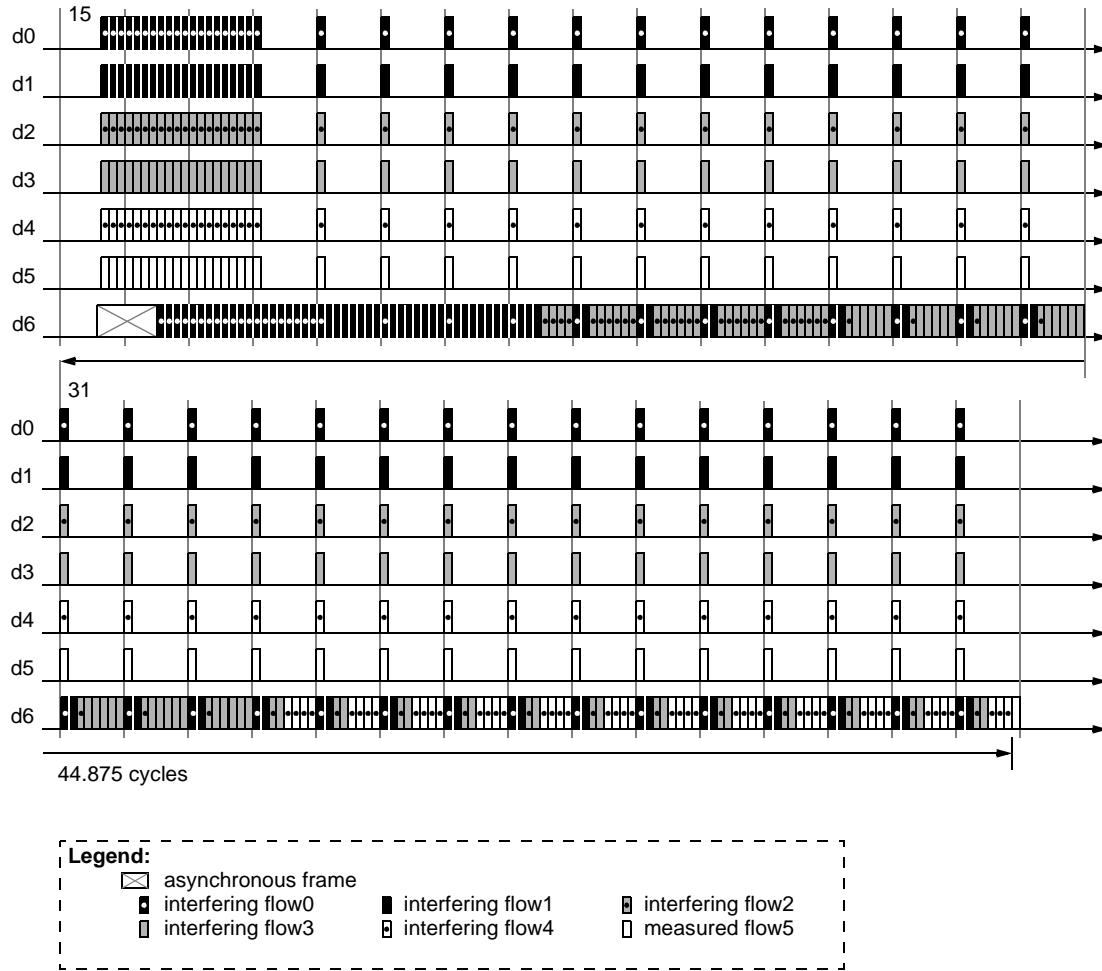 15
d0
d1
d2
d3
d4
d5
d6
31
d0
d1
d2
d3
d4
d5
d6
44.875 cycles
Legend:
asynchronous frame
interfering flow0 interfering flow1 interfering flow2
interfering flow3 interfering flow4 measured flow5